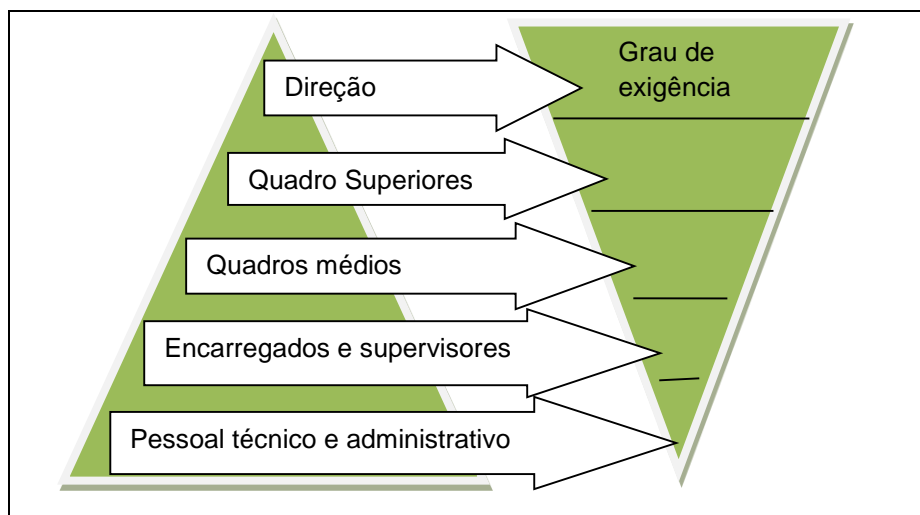 Direção
Grau de
exigência
Quadro Superiores
Quadros médios
Encarregados e supervisores
Pessoal técnico e administrativo